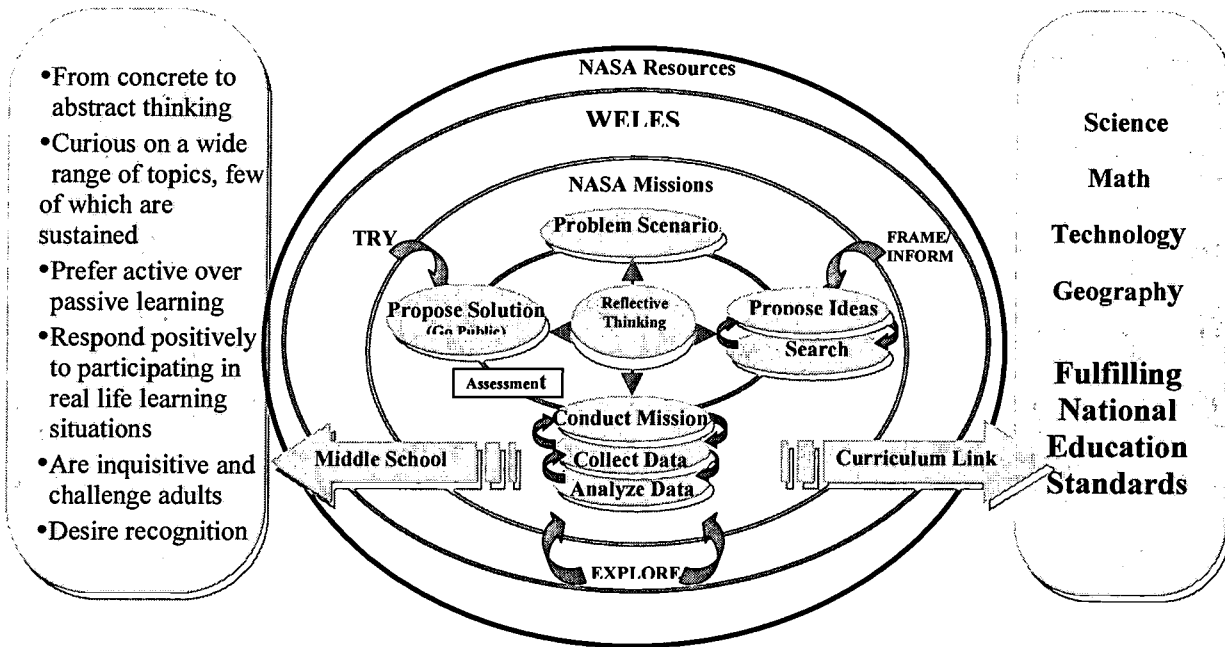 •From concrete to
abstract thinking
•Curious on a wide
range of topics, few
of which are
sustained
•Prefer active over
passive learning
•Respond positively
to participating in
real life learning
situations
•Are inquisitive and
challenge adults
•Desire recognition
NASA Resources
WELES
NASA Missions
Problem Scenario
TRY
FRAME/
INFORM
Propose Solution
(Go Public)
Reflective
Thinking
Propose Ideas
Search
Assessment
Conduct Mission
Collect Data
Analyze Data
Middle School
Curriculum Link
EXPLORE
Science
Math
Technology
Geography
Fulfilling
National
Education
Standards